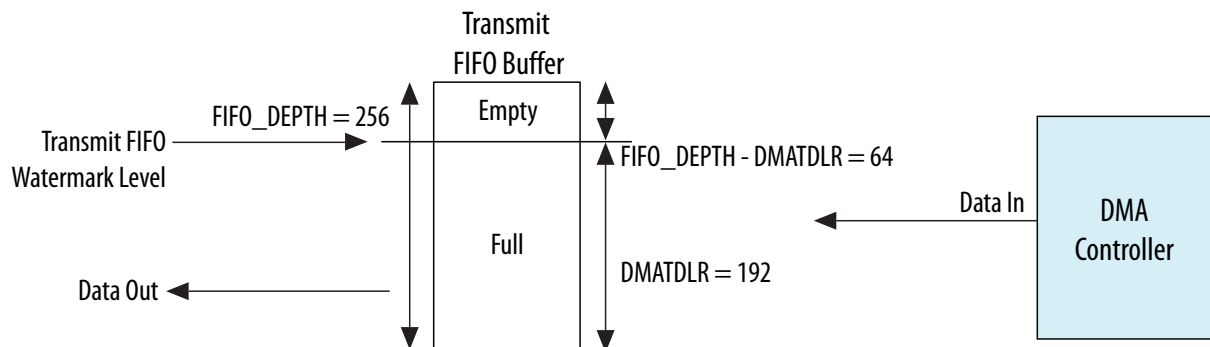 Transmit
FIFO Buffer
FIFO_DEPTH = 256
Empty
Transmit FIFO
Watermark Level
FIFO_DEPTH - DMATDLR = 64
Data In
DMA
Controller
Full
DMATDLR = 192
Data Out